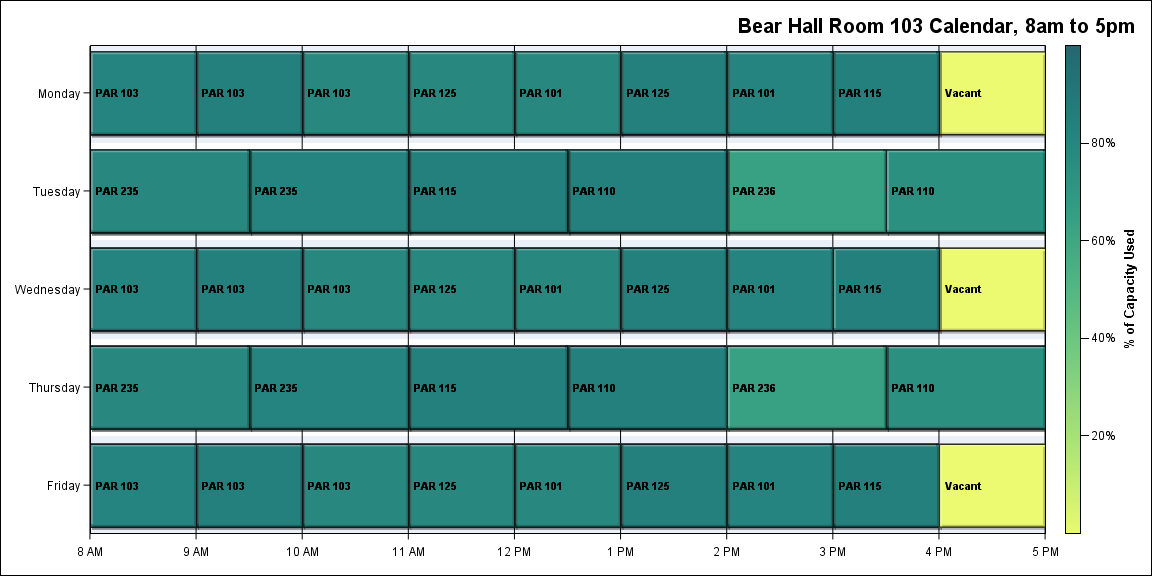 Bear Hall Room 103 Calendar, 8am to 5pm
Monday PAR 103 PAR 103 PAR 103 PAR 125 PAR 101 PAR 125 PAR 101 PAR 115 Vacant
80%
Tuesday PAR 235 PAR 235 PAR 115 PAR 110 PAR 236 PAR 110
60%
Wednesday PAR 103 PAR 103 PAR 103 PAR 125 PAR 101 PAR 125 PAR 101 PAR 115 Vacant
% of Capacity Used
40%
Thursday PAR 235 PAR 235 PAR 115 PAR 110 PAR 236 PAR 110
20%
Friday PAR 103 PAR 103 PAR 103 PAR 125 PAR 101 PAR 125 PAR 101 PAR 115 Vacant
8 AM 9 AM 10 AM 11 AM 12 PM 1 PM 2 PM 3 PM 4 PM 5 PM